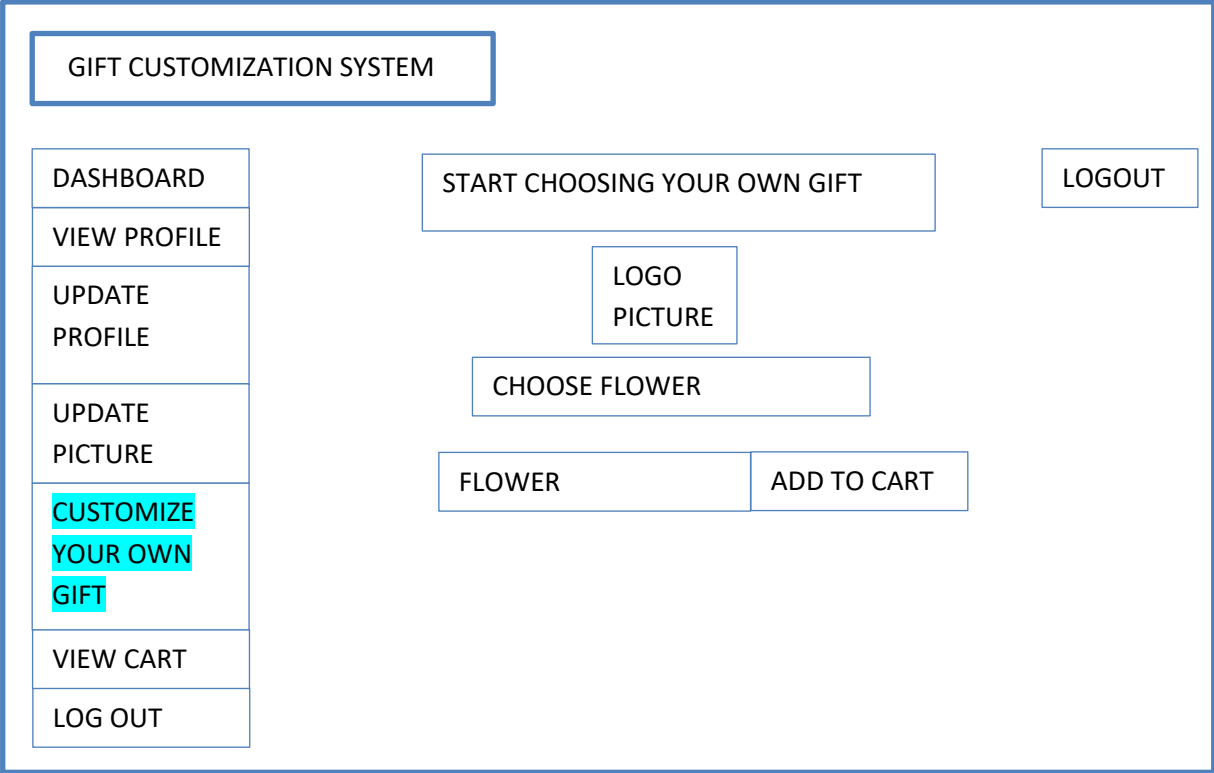 GIFT CUSTOMIZATION SYSTEM
DASHBOARD
VIEW PROFILE
UPDATE
PROFILE
UPDATE
PICTURE
CUSTOMIZE
YOUR OWN
GIFT
VIEW CART
LOG OUT
START CHOOSING YOUR OWN GIFT
LOGO
PICTURE
CHOOSE FLOWER
FLOWER
ADD TO CART
LOGOUT